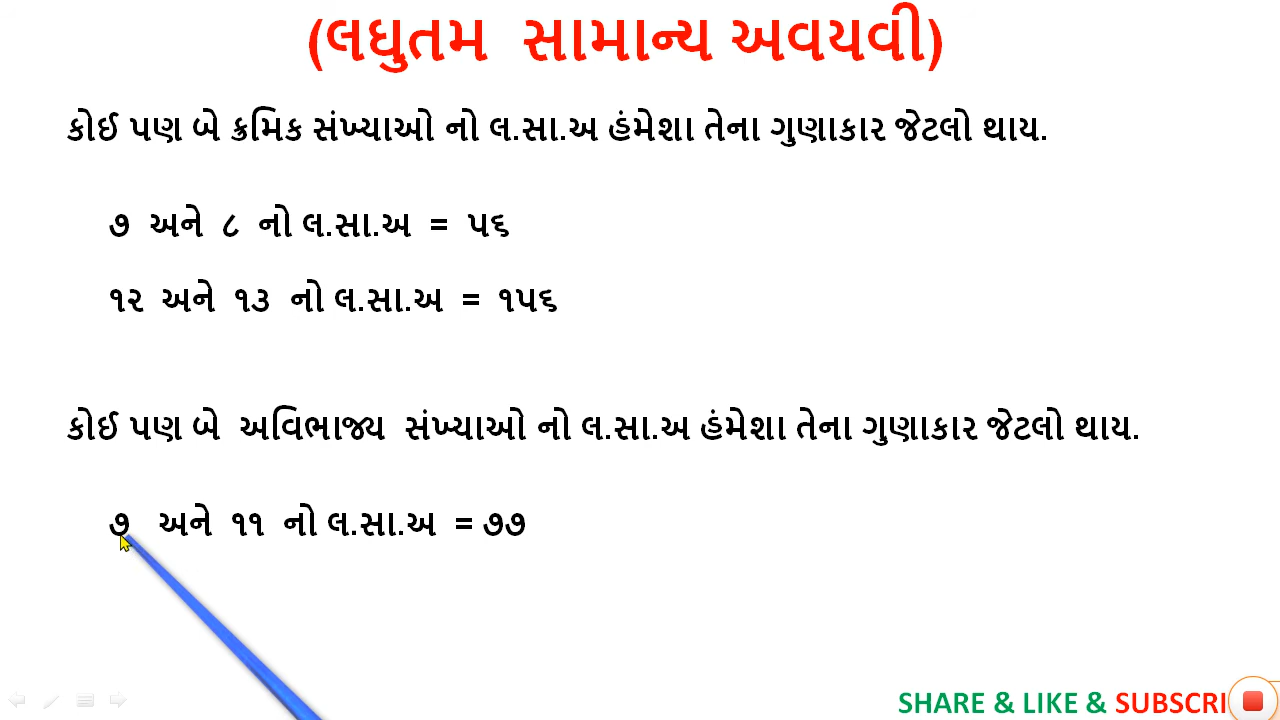 (લઘુતમ સામાન્ય અવયવી)
કોઈ પણ બે ક્રમિક સંખ્યાઓ નો લ.સા.અ હંમેશા તેના ગુણાકાર જેટલો થાય.
૭ અને ૮ નો લ.સા.અ = ૫૬
૧૨ અને ૧૩ નો લ.સા.અ = ૧૫૬
કોઈ પણ બે અવિભાજ્ય સંખ્યાઓ નો લ.સા.અ હંમેશા તેના ગુણાકાર જેટલો થાય.
૭ અને ૧૧ નો લ.સા.અ = ૭૭
SHARE & LIKE & SUBSCRI